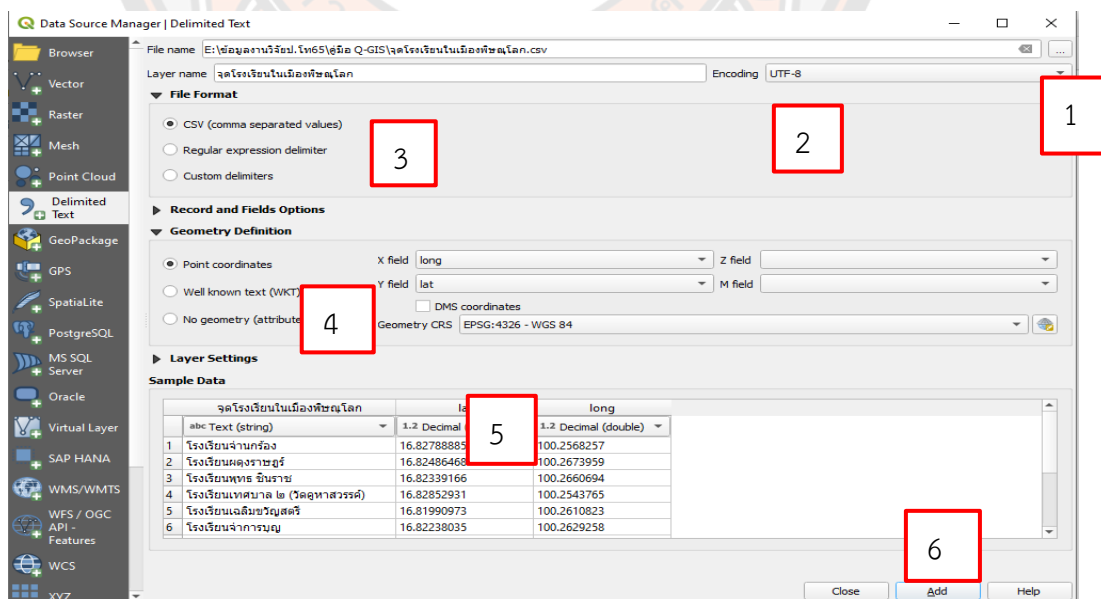 Data Source Manager | Delimited Text
Browser
Vector
Raster
Mesh
Point Cloud
Delimited Text
GeoPackage
GPS
SpatiaLite
PostgreSQL
MS SQL Server
Oracle
Virtual Layer
SAP HANA
WMS/WMTS
WFS / OGC API - Features
WCS
XYZ
File name E:\ข้อมูลงานวิจัยป.โท65\คู่มือ Q-GIS\จุดโรงเรียนในเมืองพิษณุโลก.csv ...
Layer name จุดโรงเรียนในเมืองพิษณุโลก Encoding UTF-8
1
File Format
CSV (comma separated values)
2
3
Regular expression delimiter
Custom delimiters
Record and Fields Options
Geometry Definition
Point coordinates X field long Z field
Well known text (WKT) Y field lat M field
DMS coordinates
No geometry (attribute
4
Geometry CRS EPSG:4326 - WGS 84
Layer Settings
Sample Data
จุดโรงเรียนในเมืองพิษณุโลก la long
abc Text (string) 1.2 Decimal 1.2 Decimal (double)
5
1 โรงเรียนจ่านกร้อง 16.82788885 100.2568257
2 โรงเรียนผดุงราษฎร์ 16.82486468 100.2673959
3 โรงเรียนพุทธ ชินราช 16.82339166 100.2660694
4 โรงเรียนเทศบาล ๒ (วัดคูหาสวรรค์) 16.82852931 100.2543765
5 โรงเรียนเฉลิมขวัญสตรี 16.81990973 100.2610823
6 โรงเรียนจ่าการบุญ 16.82238035 100.2629258
6
Close Add Help